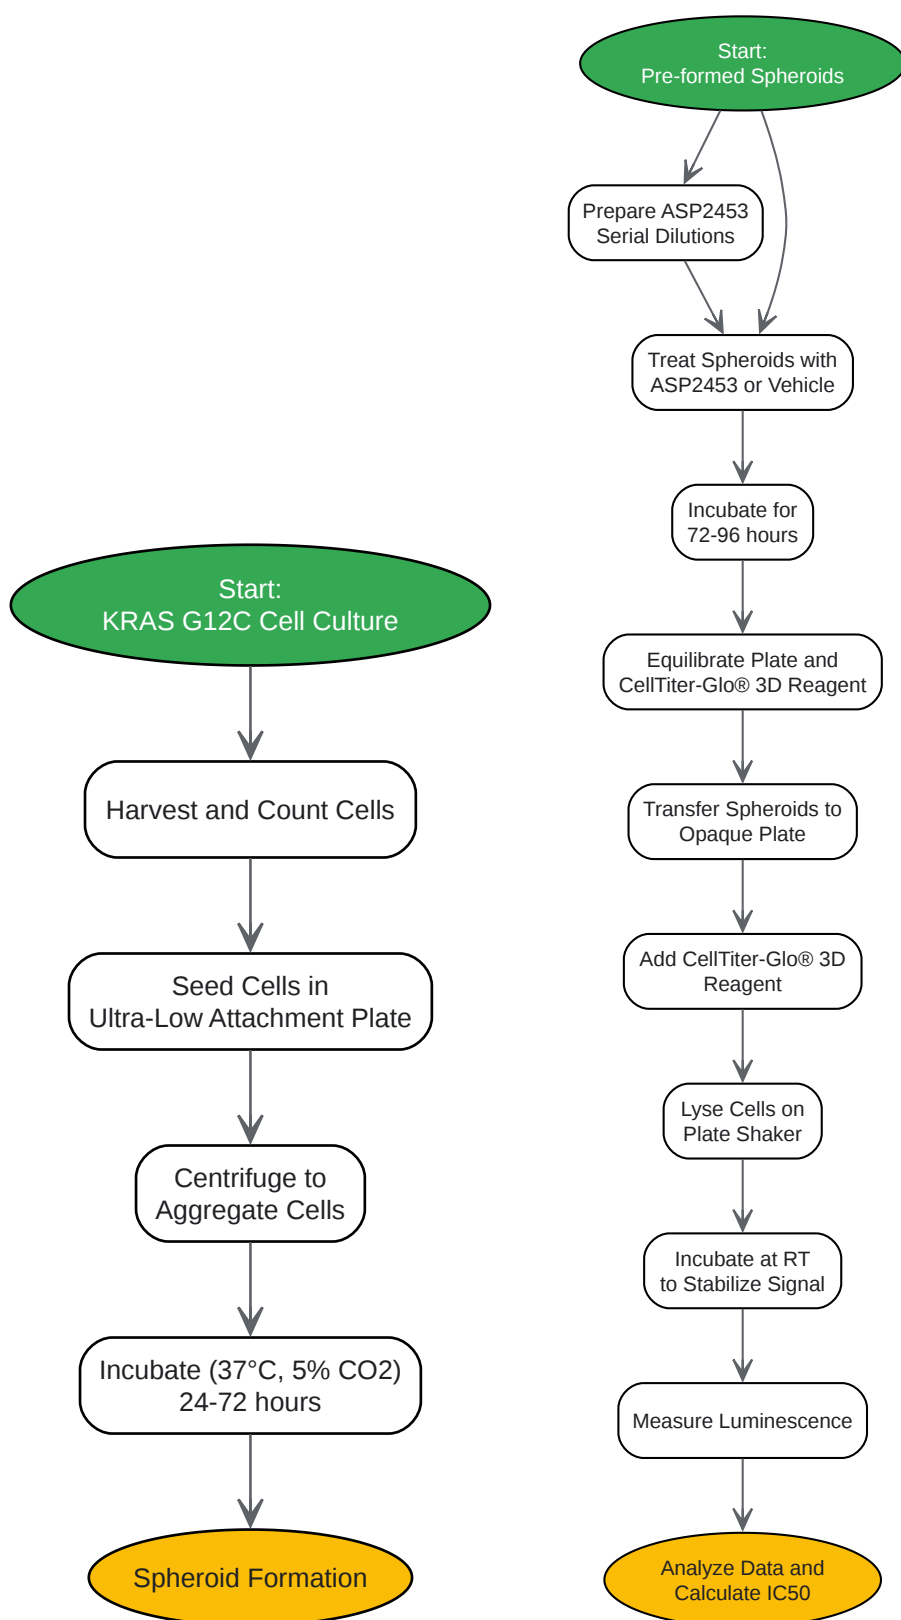 Start:
KRAS G12C Cell Culture
Harvest and Count Cells
Seed Cells in
Ultra-Low Attachment Plate
Centrifuge to
Aggregate Cells
Incubate (37°C, 5% CO2)
24-72 hours
Spheroid Formation
Start:
Pre-formed Spheroids
Prepare ASP2453
Serial Dilutions
Treat Spheroids with
ASP2453 or Vehicle
Incubate for
72-96 hours
Equilibrate Plate and
CellTiter-Glo® 3D Reagent
Transfer Spheroids to
Opaque Plate
Add CellTiter-Glo® 3D
Reagent
Lyse Cells on
Plate Shaker
Incubate at RT
to Stabilize Signal
Measure Luminescence
Analyze Data and
Calculate IC50